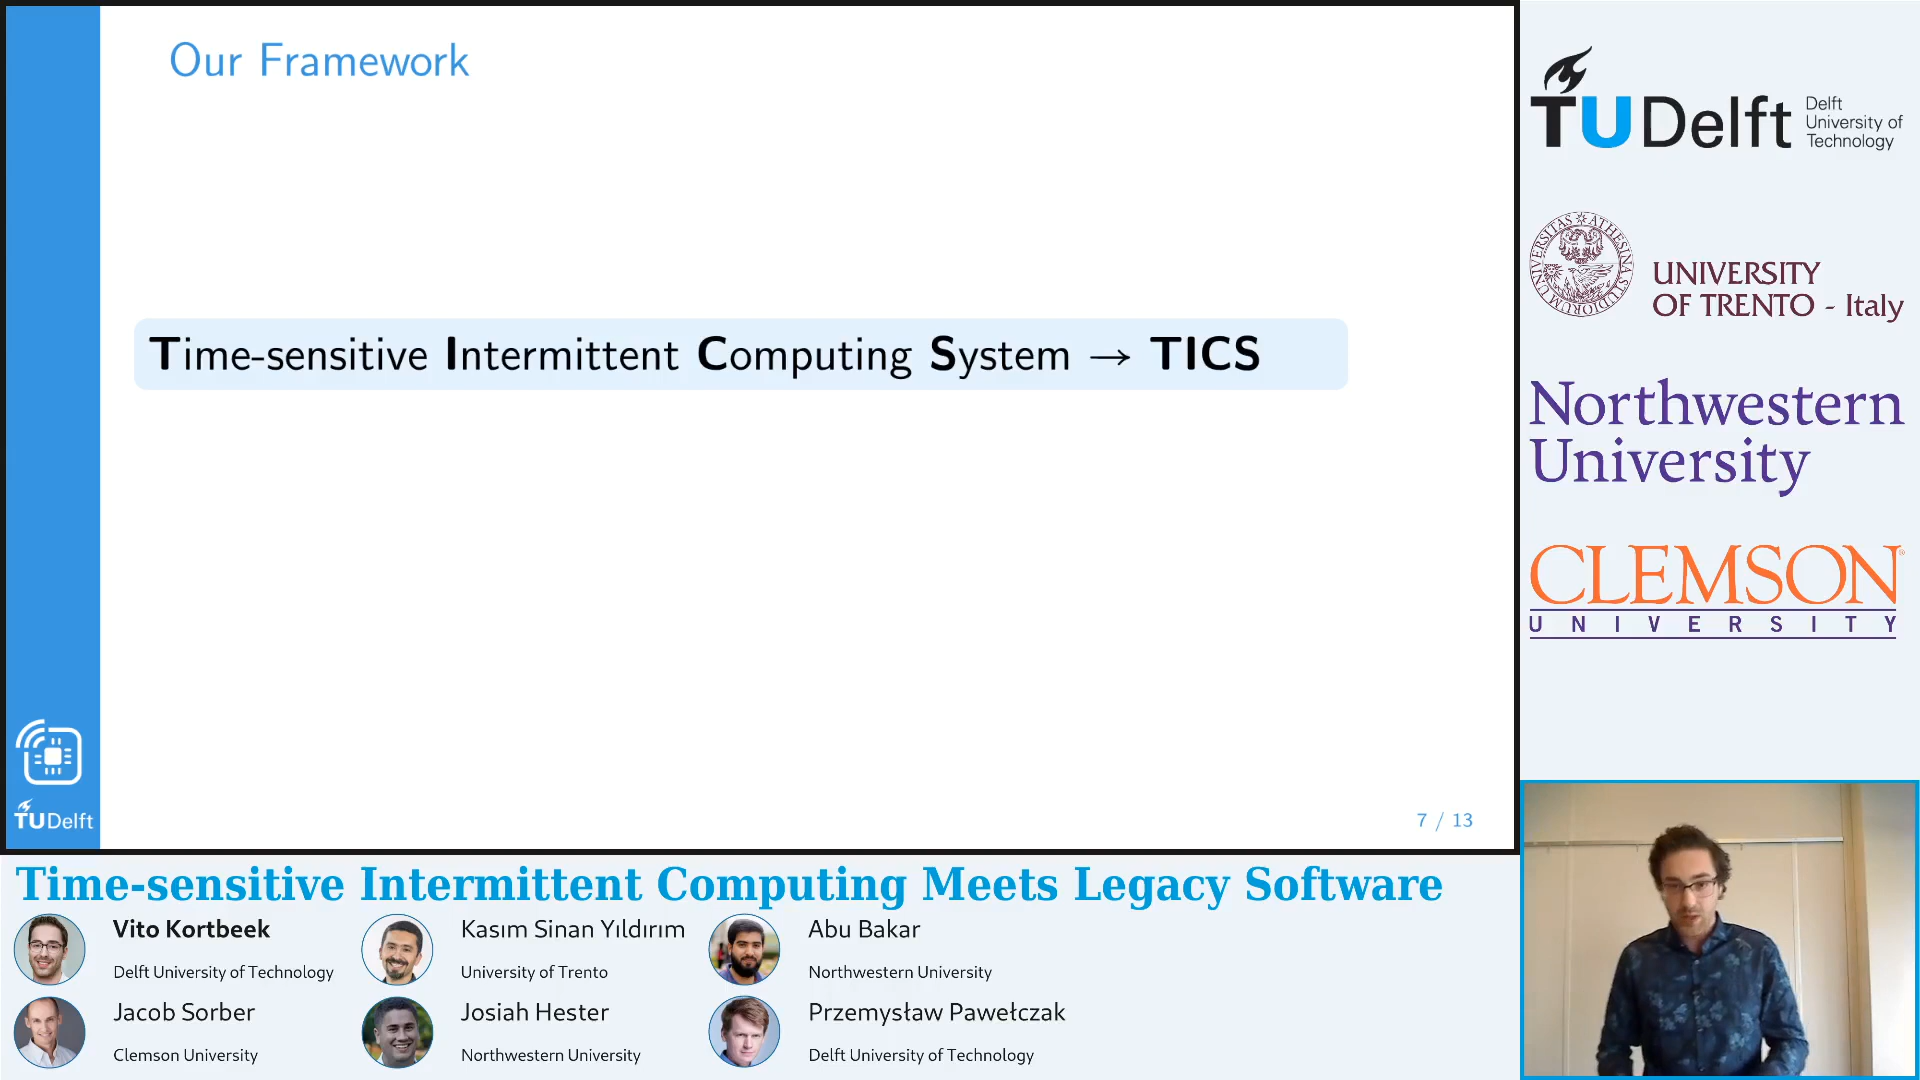 Our Framework
Time-sensitive Intermittent Computing System → TICS
7 / 13
TUDelft
TUDelft
Delft
University of
Technology
UNIVERSITY
OF TRENTO - Italy
Northwestern
University
CLEMSON
UNIVERSITY
Time-sensitive Intermittent Computing Meets Legacy Software
Vito Kortbeek
Delft University of Technology
Kasım Sinan Yıldırım
University of Trento
Abu Bakar
Northwestern University
Jacob Sorber
Clemson University
Josiah Hester
Northwestern University
Przemysław Pawełczak
Delft University of Technology